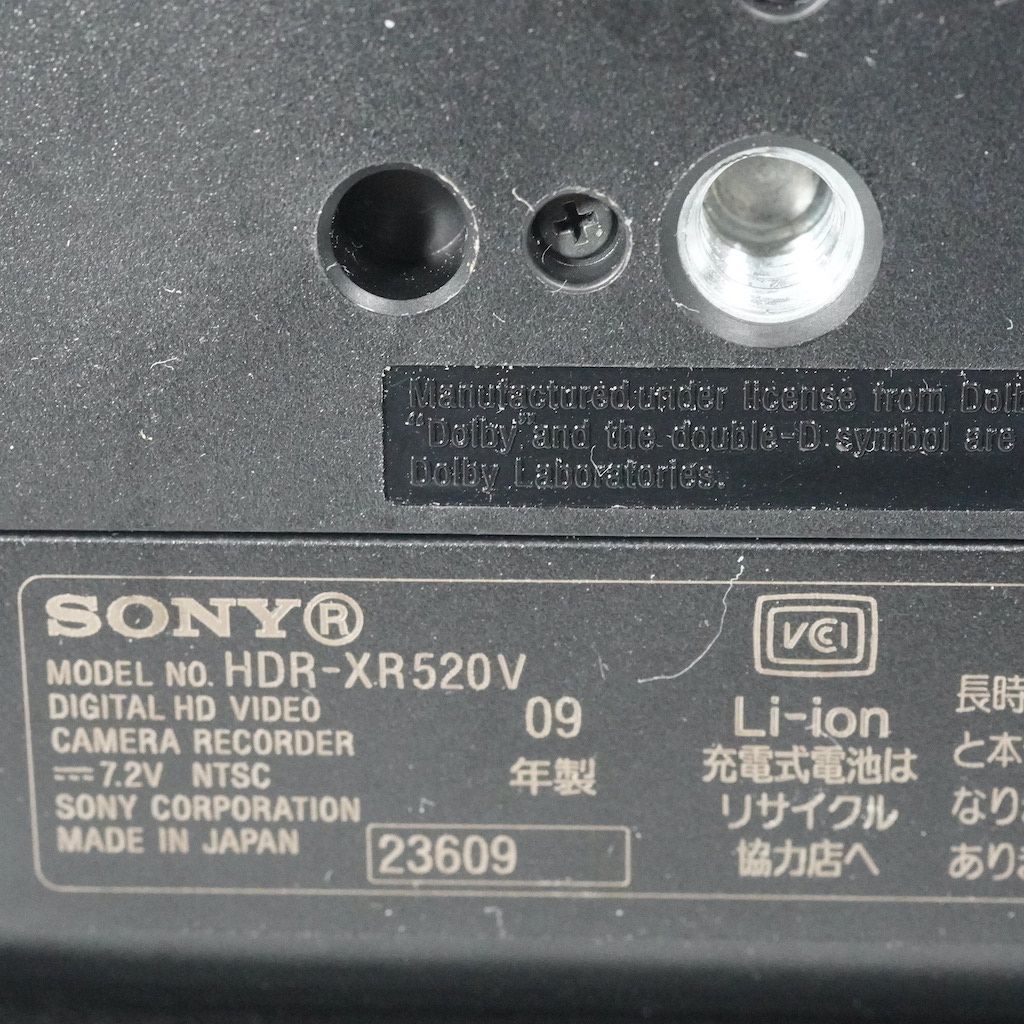 Manufactured under license from Dol
"Dolby" and the double-D symbol are
Dolby Laboratories.
SONY®
MODEL NO. HDR-XR520V
DIGITAL HD VIDEO
CAMERA RECORDER
7.2V NTSC
SONY CORPORATION
MADE IN JAPAN
09
年製
23609
VCCI
Li-ion
充電式電池は
リサイクル
協力店へ
長時
と本
なり
あり